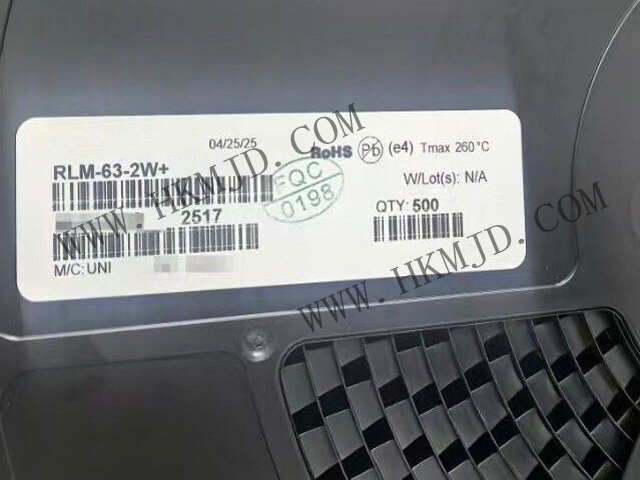 04/25/25
RoHS Pb (e4) Tmax 260°C
RLM-63-2W+
FQC
0198
W/Lot(s): N/A
2517
QTY: 500
M/C: UNI
WWW.HKMJD.COM
WWW.HKMJD.COM